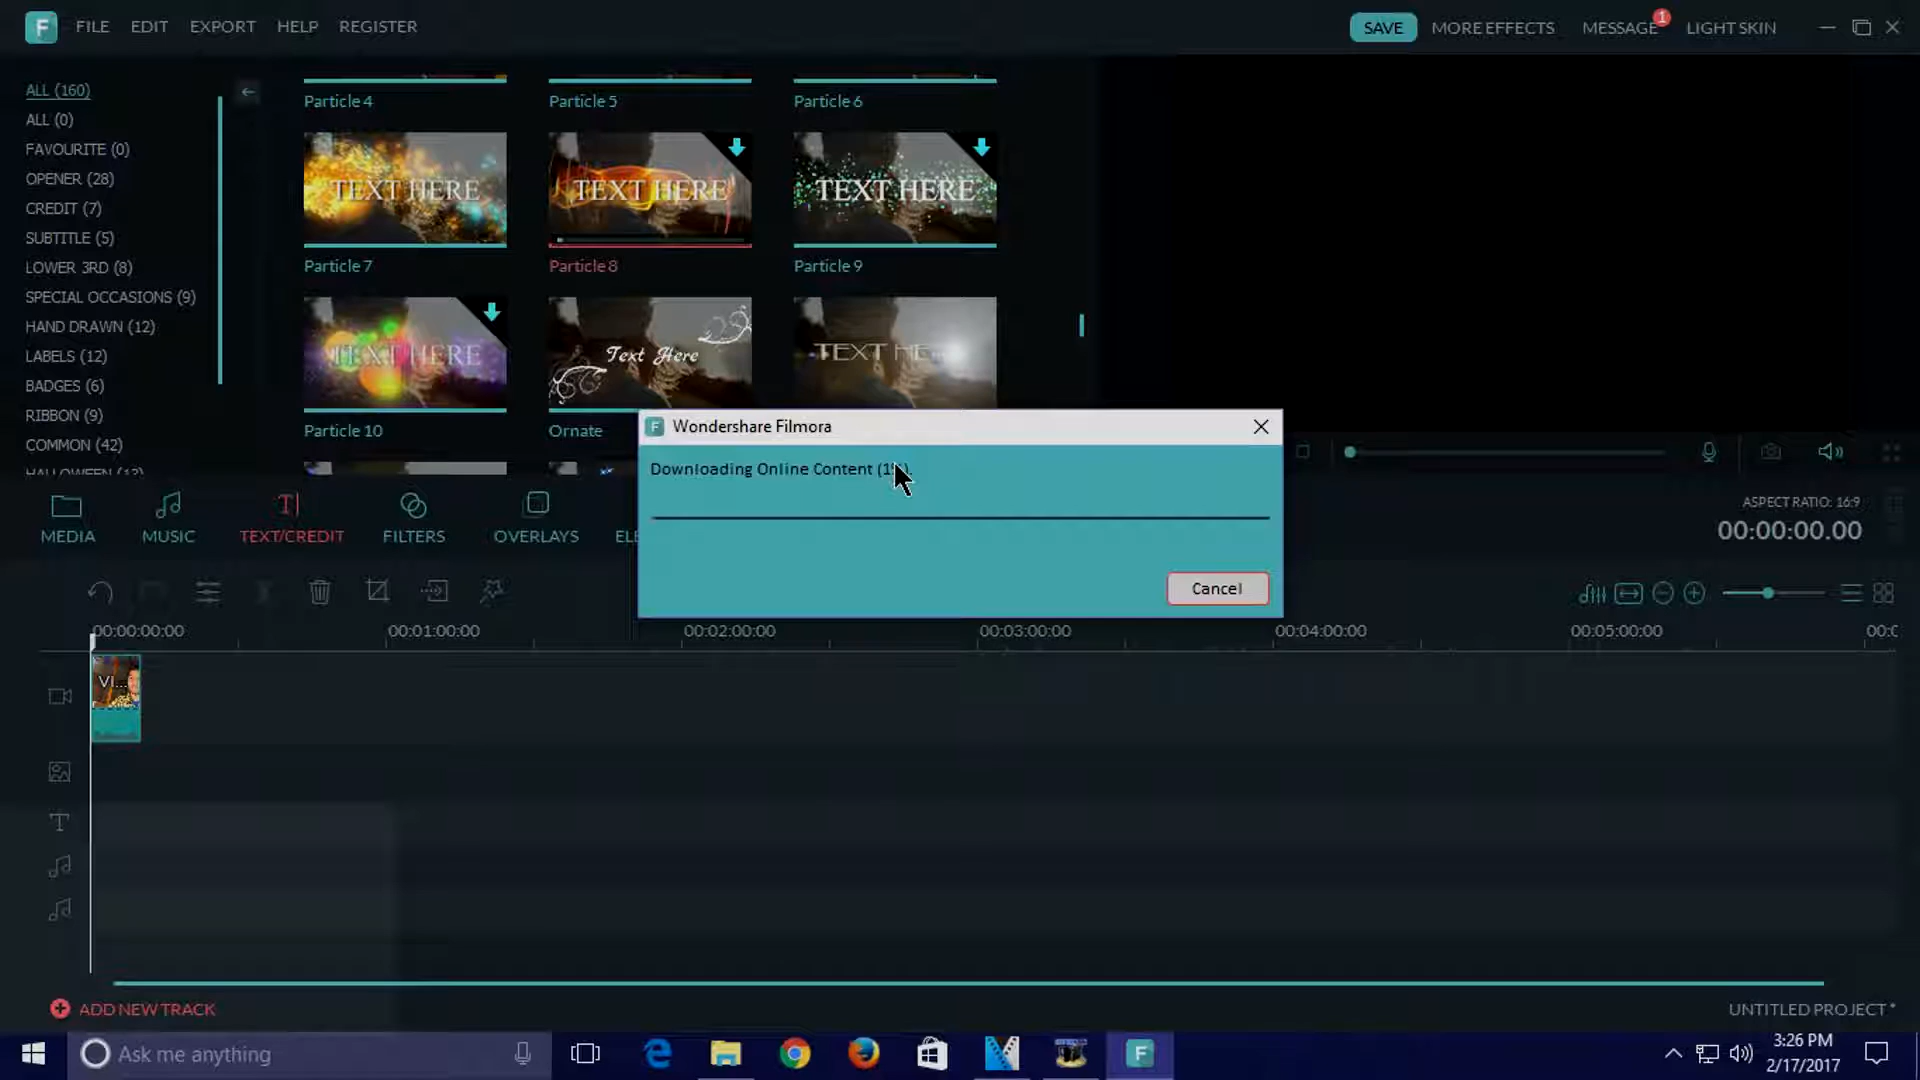 F FILE EDIT EXPORT HELP REGISTER SAVE MORE EFFECTS MESSAGE 1 LIGHT SKIN
ALL (160)
ALL (0)
FAVOURITE (0)
OPENER (28)
CREDIT (7)
SUBTITLE (5)
LOWER 3RD (8)
SPECIAL OCCASIONS (9)
HAND DRAWN (12)
LABELS (12)
BADGES (6)
RIBBON (9)
COMMON (42)
Particle 4 Particle 5 Particle 6
TEXT HERE TEXT HERE TEXT HERE
Particle 7 Particle 8 Particle 9
TEXT HERE Text Here TEXT
Particle 10 Ornate
F Wondershare Filmora
Downloading Online Content
Cancel
MEDIA MUSIC TEXT/CREDIT FILTERS OVERLAYS
ASPECT RATIO: 16:9
00:00:00.00
00:00:00:00 00:01:00:00 00:02:00:00 00:03:00:00 00:04:00:00 00:05:00:00
VI...
T
ADD NEW TRACK UNTITLED PROJECT *
Ask me anything
F
3:26 PM
2/17/2017